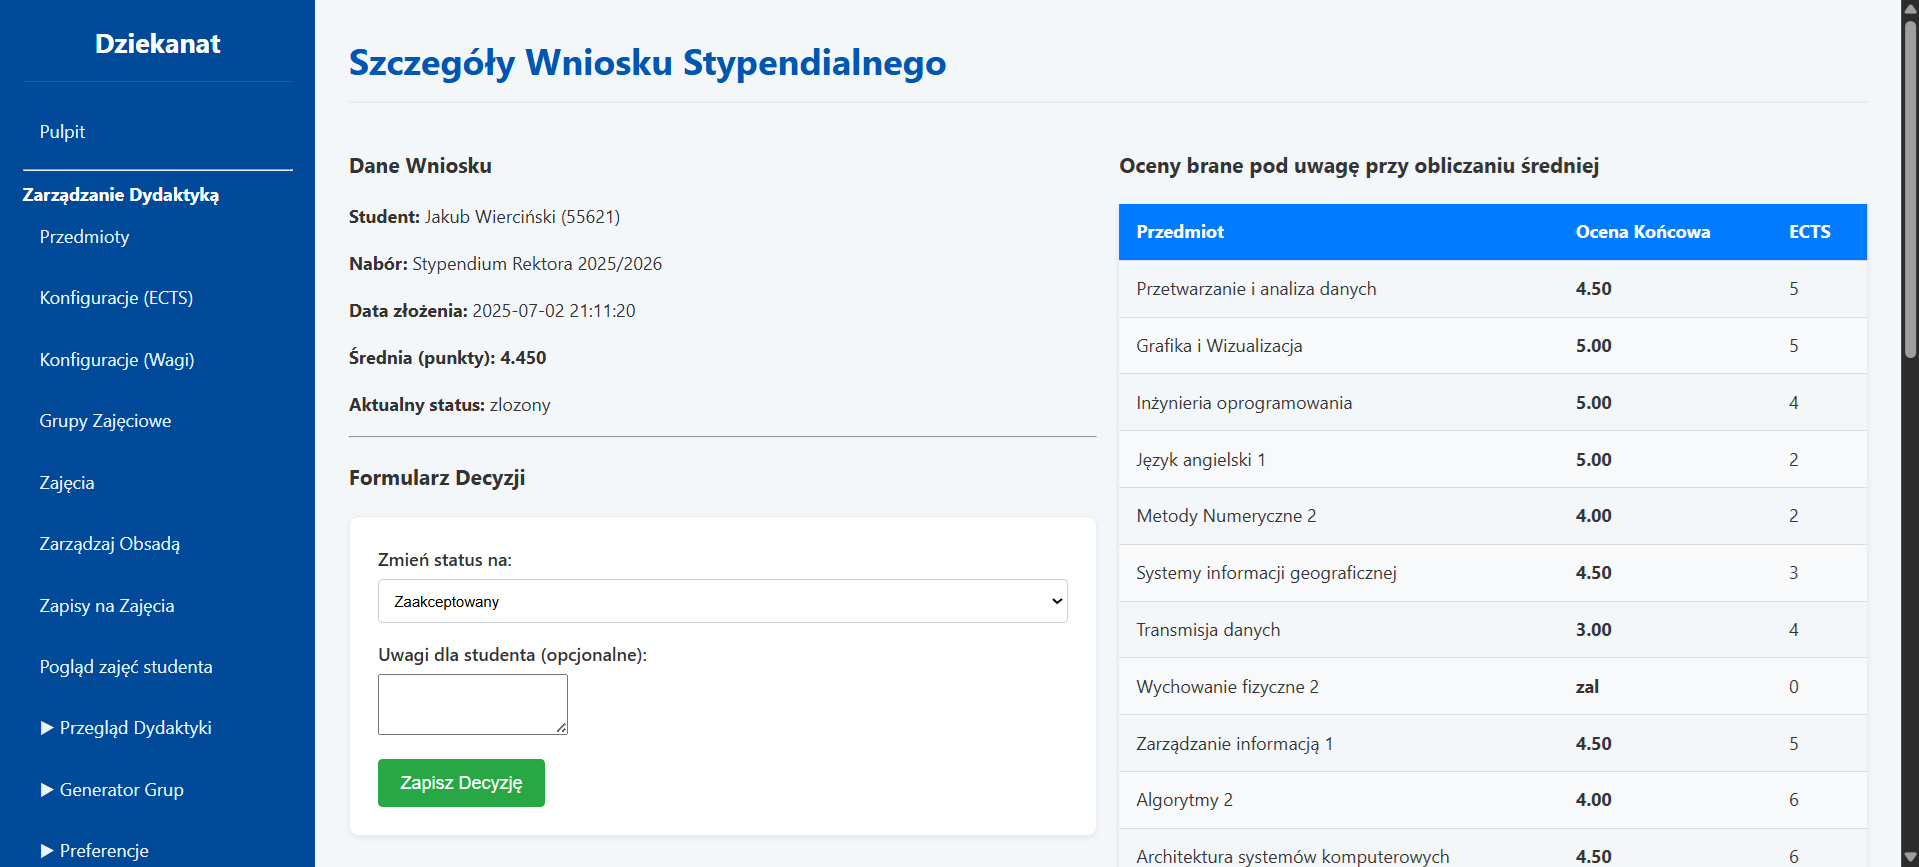 Dziekanat
Pulpit
Zarządzanie Dydaktyką
Przedmioty
Konfiguracje (ECTS)
Konfiguracje (Wagi)
Grupy Zajęciowe
Zajęcia
Zarządzaj Obsadą
Zapisy na Zajęcia
Pogląd zajęć studenta
▶ Przegląd Dydaktyki
▶ Generator Grup
▶ Preferencje
Szczegóły Wniosku Stypendialnego
Dane Wniosku
Student: Jakub Wierciński (55621)
Nabór: Stypendium Rektora 2025/2026
Data złożenia: 2025-07-02 21:11:20
Średnia (punkty): 4.450
Aktualny status: zlozony
Formularz Decyzji
Zmień status na:
Zaakceptowany
Uwagi dla studenta (opcjonalne):
Zapisz Decyzję
Oceny brane pod uwagę przy obliczaniu średniej
Przedmiot Ocena Końcowa ECTS
Przetwarzanie i analiza danych 4.50 5
Grafika i Wizualizacja 5.00 5
Inżynieria oprogramowania 5.00 4
Język angielski 1 5.00 2
Metody Numeryczne 2 4.00 2
Systemy informacji geograficznej 4.50 3
Transmisja danych 3.00 4
Wychowanie fizyczne 2 zal 0
Zarządzanie informacją 1 4.50 5
Algorytmy 2 4.00 6
Architektura systemów komputerowych 4.50 6